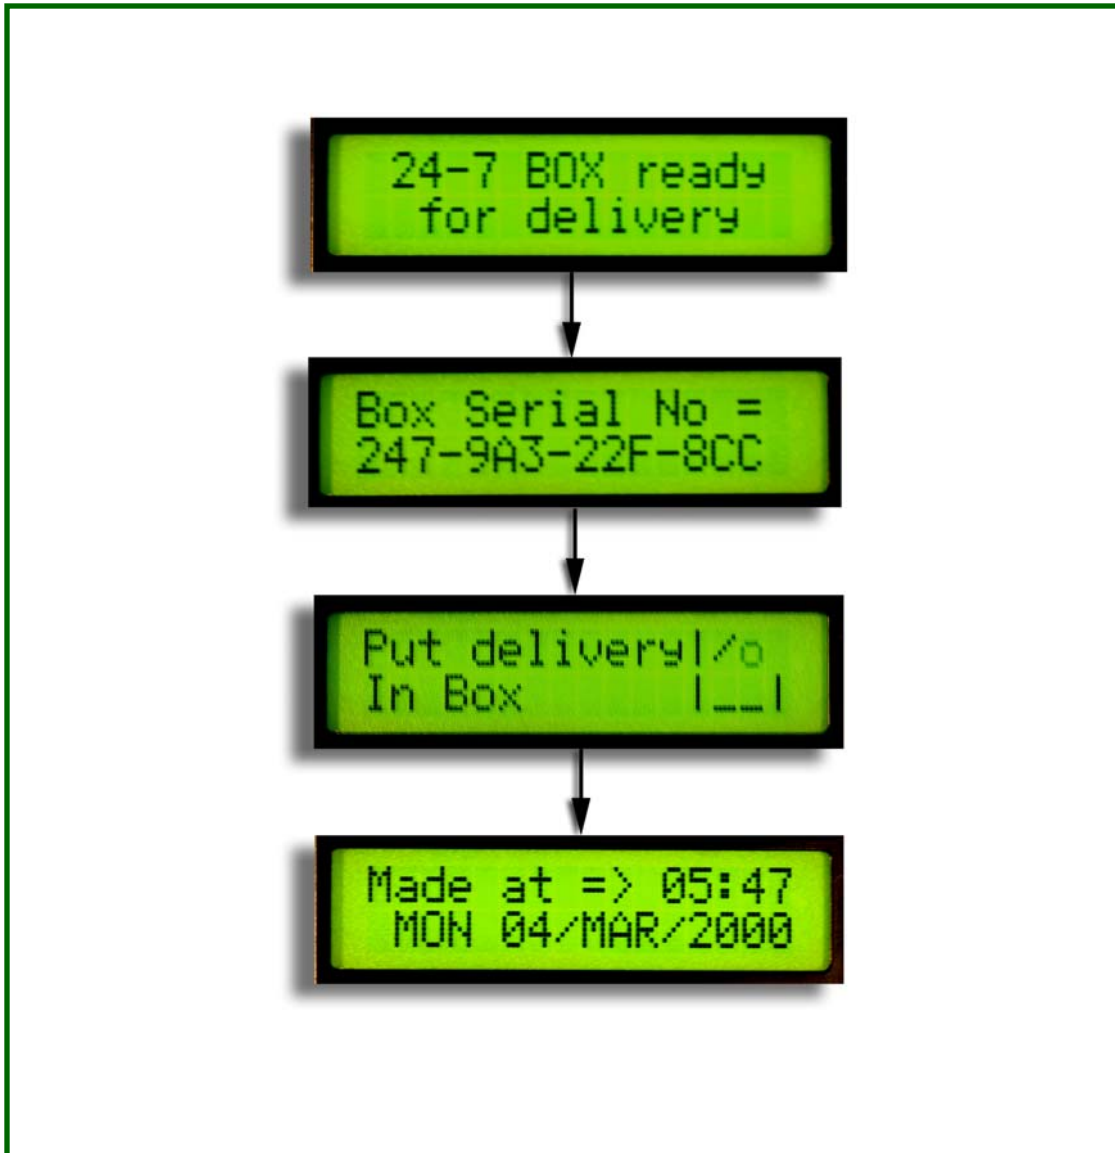 24-7 BOX ready
for delivery
Box Serial No =
247-9A3-22F-8CC
Put delivery|/o
In Box |__|
Made at => 05:47
MON 04/MAR/2000